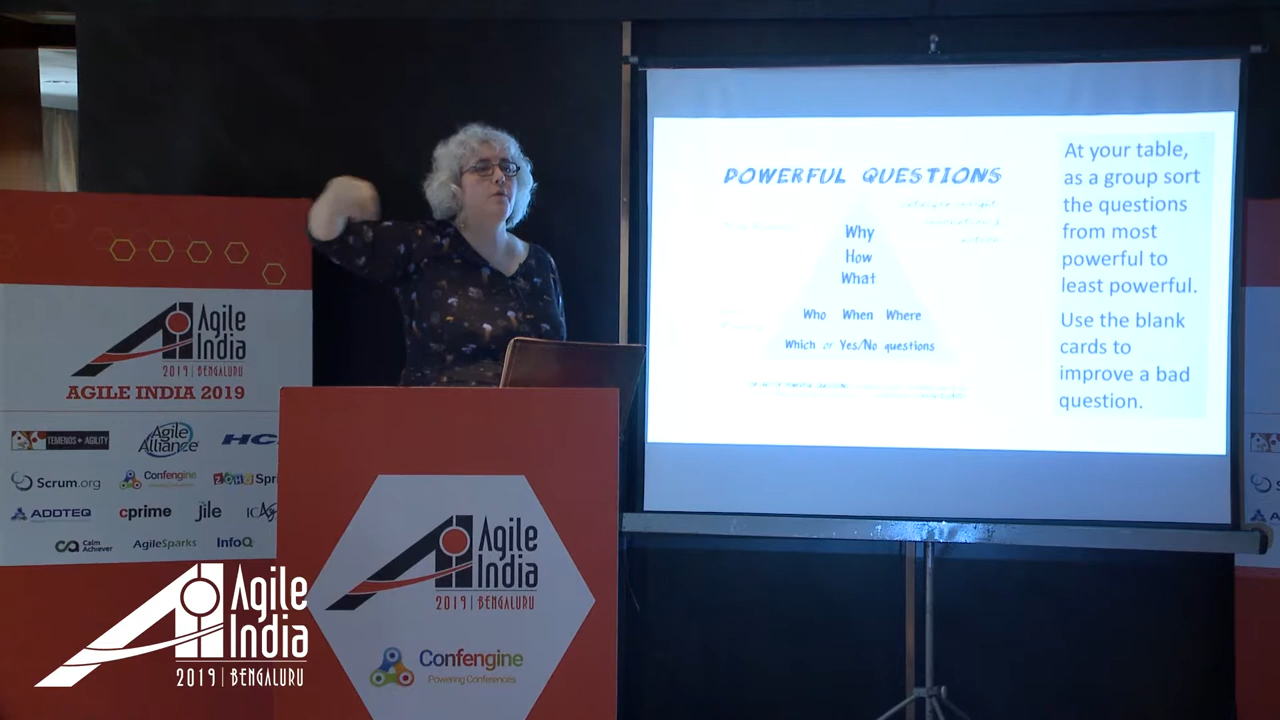 Agile
India
2019 | BENGALURU
AGILE INDIA 2019
TEMENOS + AGILITY
Agile
Alliance
Scrum.org
Confengine
ZOHO Spri
ADDTEQ
cprime
Jile
Calm
Achiever
AgileSparks
InfoQ
Agile
India
2019 | BENGALURU
Confengine
Powering Conferences
Agile
India
2019 | BENGALURU
POWERFUL QUESTIONS
Why
How
What
Who When Where
Which or Yes/No questions
At your table,
as a group sort
the questions
from most
powerful to
least powerful.
Use the blank
cards to
improve a bad
question.